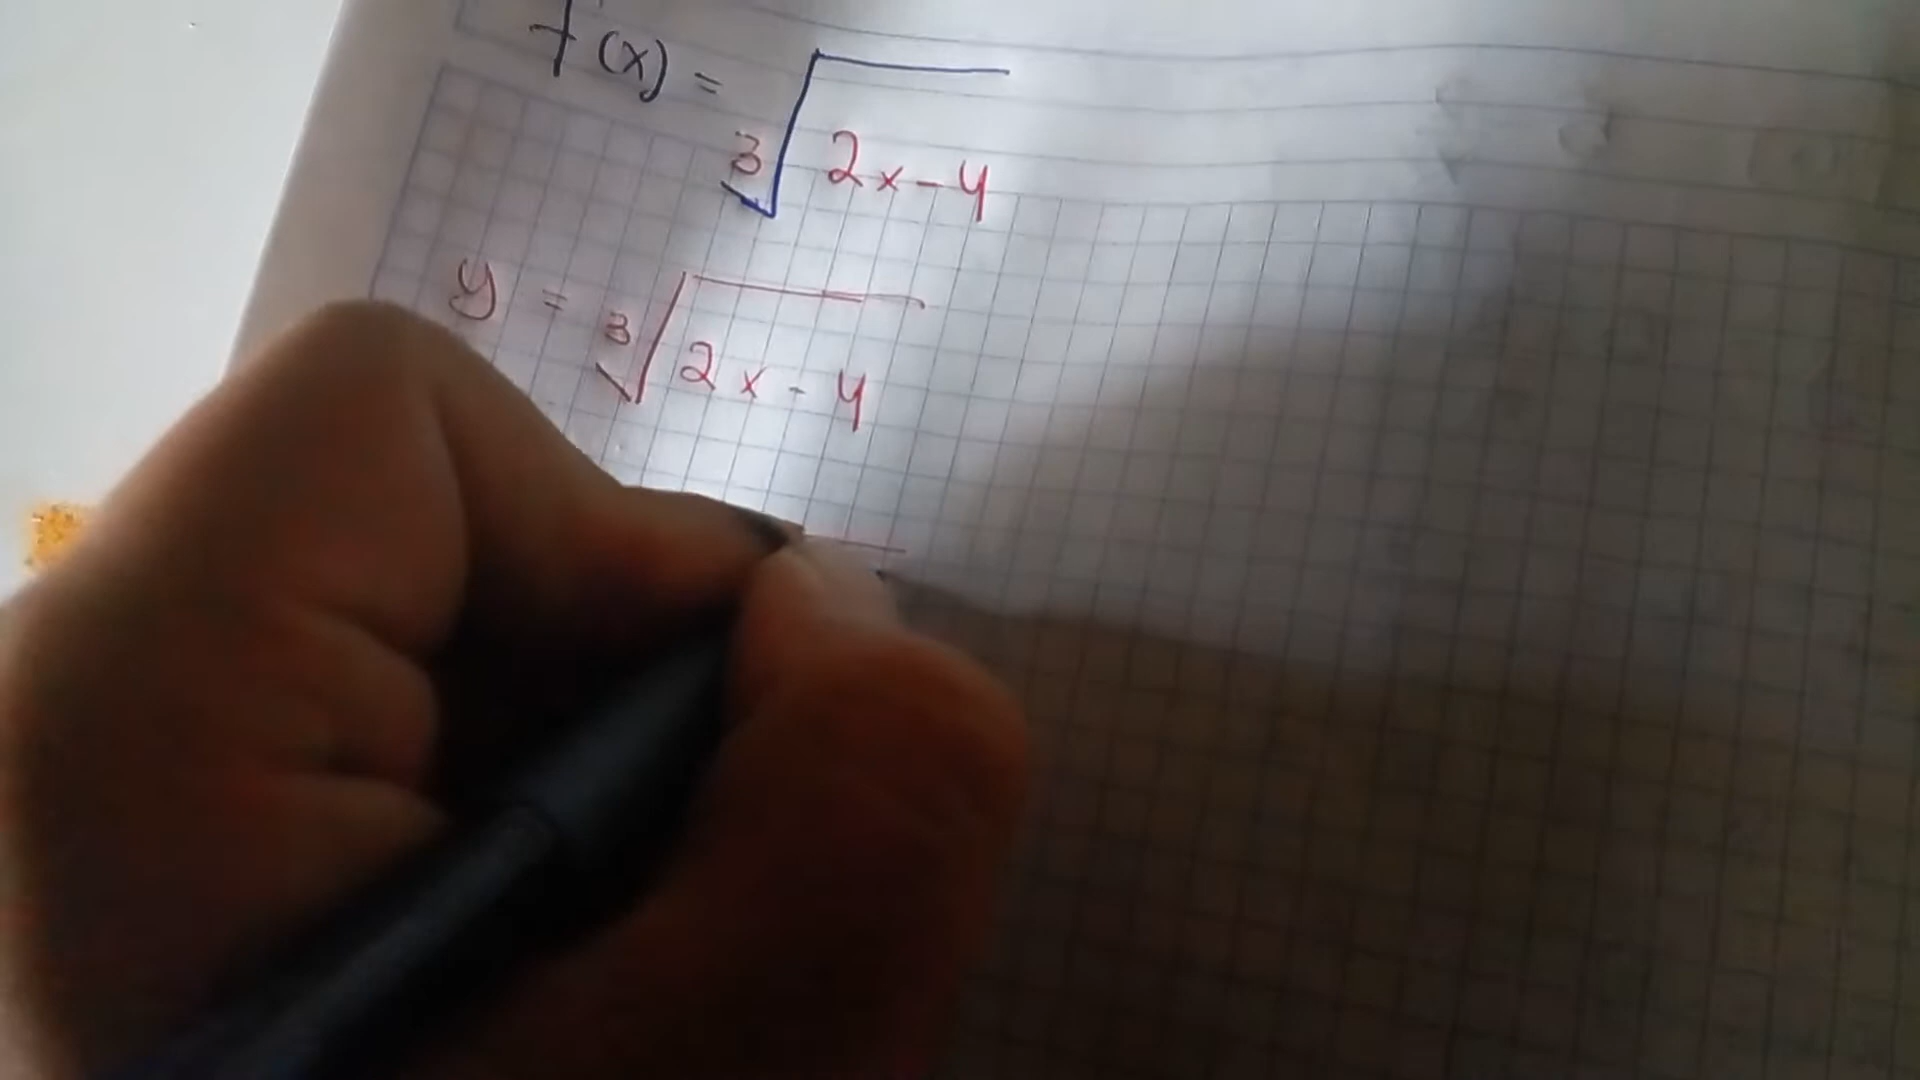 f(x) = ∛(2x-4)
y = ∛(2x-4)